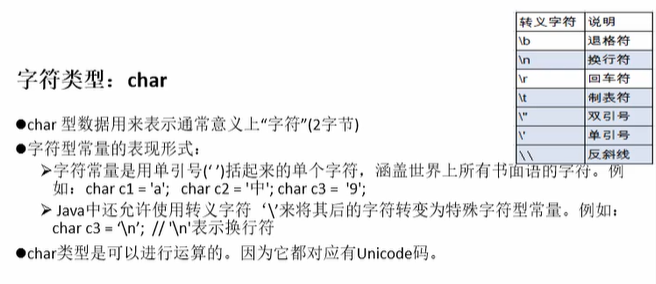 转义字符 说明
\b 退格符
\n 换行符
\r 回车符
\t 制表符
\" 双引号
\' 单引号
\\ 反斜线
字符类型：char
●char 型数据用来表示通常意义上“字符”(2字节)
●字符型常量的表现形式：
➢字符常量是用单引号(‘ ’)括起来的单个字符，涵盖世界上所有书面语的字符。例
如：char c1 = 'a'; char c2 = '中'; char c3 = '9';
➢Java中还允许使用转义字符‘\’来将其后的字符转变为特殊字符型常量。例如：
char c3 = ‘\n’; // '\n'表示换行符
●char类型是可以进行运算的。因为它都对应有Unicode码。